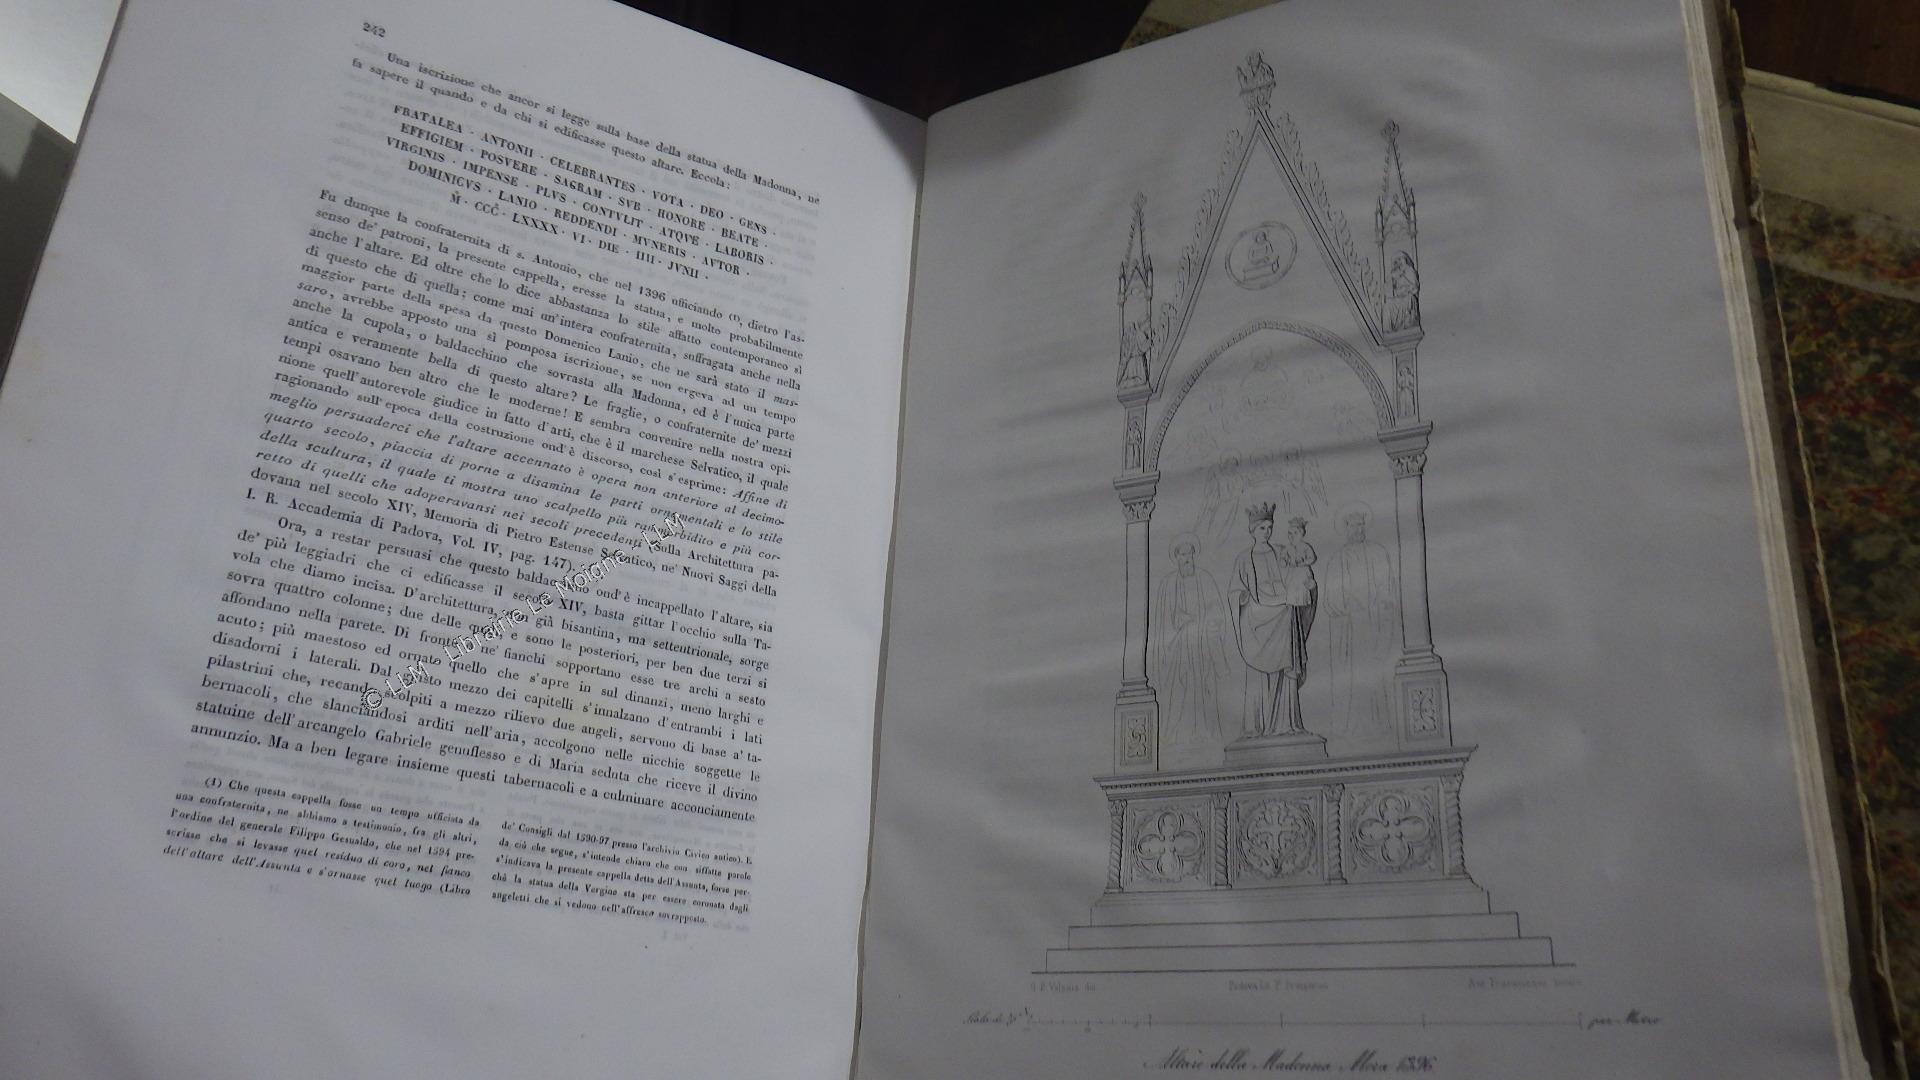 242
Una iscrizione che ancor si legge sulla base della statua della Madonna, ne
fa sapere il quando e da chi si edificasse questo altare. Eccola:
FRATALEA · ANTONII · CELEBRANTES · VOTA · DEO · GENS ·
EFFIGIEM · POSVERE · SAGRAM · SVB · HONORE · BEATE ·
VIRGINIS · IMPENSE · PLVS · CONTVLIT · ATQVE · LABORIS ·
DOMINICVS · LANIO · REDDENDI · MVNERIS · AVTOR ·
M · CCC · LXXXX · VI · DIE · IIII · JVNII ·
Fu dunque la confraternita di s. Antonio, che nel 1396 ufficiando (1), dietro l'as-
senso de' patroni, la presente cappella, eresse la statua, e molto probabilmente
anche l'altare. Ed oltre che lo dice abbastanza lo stile affatto contemporaneo sì
di questo che di quella; come mai un'intera confraternita, suffragata anche nella
maggior parte della spesa da questo Domenico Lanio, che ne sarà stato il mas-
saro, avrebbe apposto una sì pomposa iscrizione, se non ergeva ad un tempo
anche la cupola, o baldacchino che sovrasta alla Madonna, ed è l'unica parte
antica e veramente bella di questo altare? Le fraglie, o confraternite de' mezzi
tempi osavano ben altro che le moderne! E sembra convenire nella nostra opi-
nione quell'autorevole giudice in fatto d'arti, che è il marchese Selvatico, il quale
ragionando sull'epoca della costruzione ond'è discorso, così s'esprime: Affine di
meglio persuaderci che l'altare accennato è opera non anteriore al decimo-
quarto secolo, piaccia di porne a disamina le parti ornamentali e lo stile
della scultura, il quale ti mostra uno scalpello più rammorbidito e più cor-
retto di quelli che adoperavansi nei secoli precedenti (Sulla Architettura pa-
dovana nel secolo XIV, Memoria di Pietro Estense Selvatico, ne' Nuovi Saggi della
I. R. Accademia di Padova, Vol. IV, pag. 147).
Ora, a restar persuasi che questo baldacchino ond'è incappellato l'altare, sia
de' più leggiadri che ci edificasse il secolo XIV, basta gittar l'occhio sulla Ta-
vola che diamo incisa. D'architettura, non già bisantina, ma settentrionale, sorge
sovra quattro colonne; due delle quali, e sono le posteriori, per ben due terzi si
affondano nella parete. Di fronte e ne' fianchi sopportano esse tre archi a sesto
acuto; più maestoso ed ornato quello che s'apre in sul dinanzi, meno larghi e
disadorni i laterali. Dal giusto mezzo dei capitelli s'innalzano d'entrambi i lati
pilastrini che, recando scolpiti a mezzo rilievo due angeli, servono di base a' ta-
bernacoli, che slanciandosi arditi nell'aria, accolgono nelle nicchie soggette le
statuine dell'arcangelo Gabriele genuflesso e di Maria seduta che riceve il divino
annunzio. Ma a ben legare insieme questi tabernacoli e a culminare acconciamente
(1) Che questa cappella fosse un tempo ufficiata da
una confraternita, ne abbiamo a testimonio, fra gli altri,
l'ordine del generale Filippo Gesualdo, che nel 1594 pre-
scrisse che si levasse quel residuo di coro, nel fianco
dell'altare dell'Assunta e s'ornasse quel luogo (Libro
de' Consigli dal 1590-97 presso l'archivio Civico antico). E
da ciò che segue, s'intende chiaro che con siffatte parole
s'indicava la presente cappella detta dell'Assunta, forse per-
chè la statua della Vergine sta per essere coronata dagli
angeletti che si vedono nell'affresco sovrapposto.
© LLM Librairie Le Moigne - LLM
Scala di
per Metro
Altare della Madonna Mora 1396